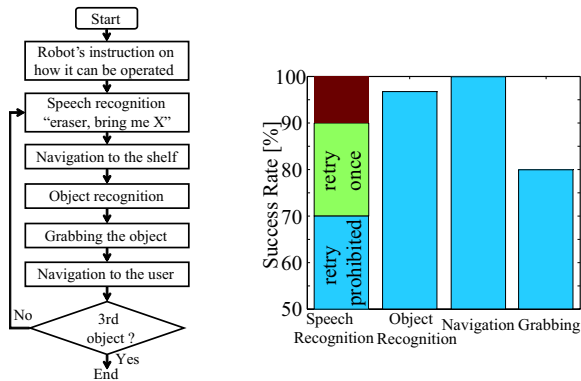 Start
Robot's instruction on
how it can be operated
Speech recognition
“eraser, bring me X”
Navigation to the shelf
Object recognition
Grabbing the object
Navigation to the user
No
3rd
object ?
Yes
End
Success Rate [%]
100
90
80
70
60
50
retry
once
retry
prohibited
Speech
Recognition
Object
Recognition
Navigation
Grabbing